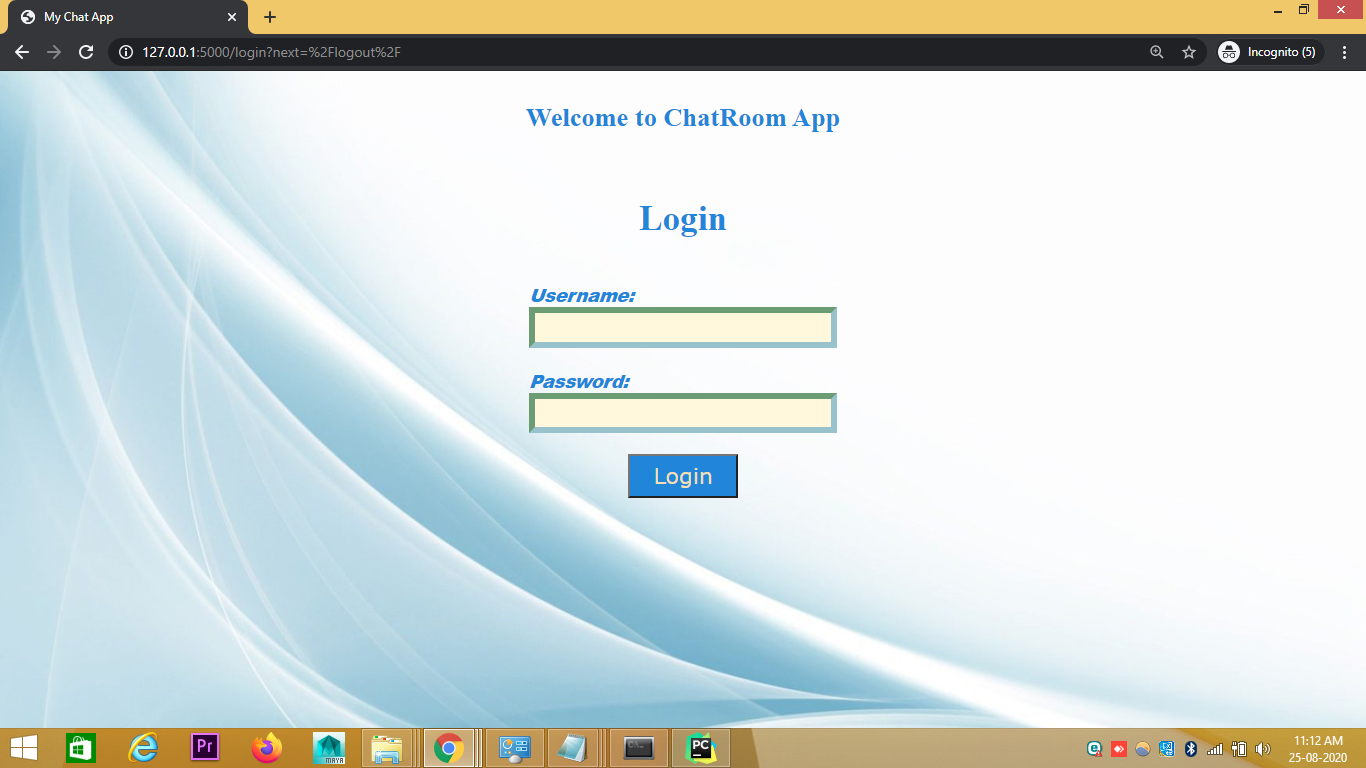 My Chat App
127.0.0.1:5000/login?next=%2Flogout%2F
Incognito (5)
Welcome to ChatRoom App
Login
Username:
Password:
Login
Pr
MAYA
C:\.
PC
11:12 AM
25-08-2020